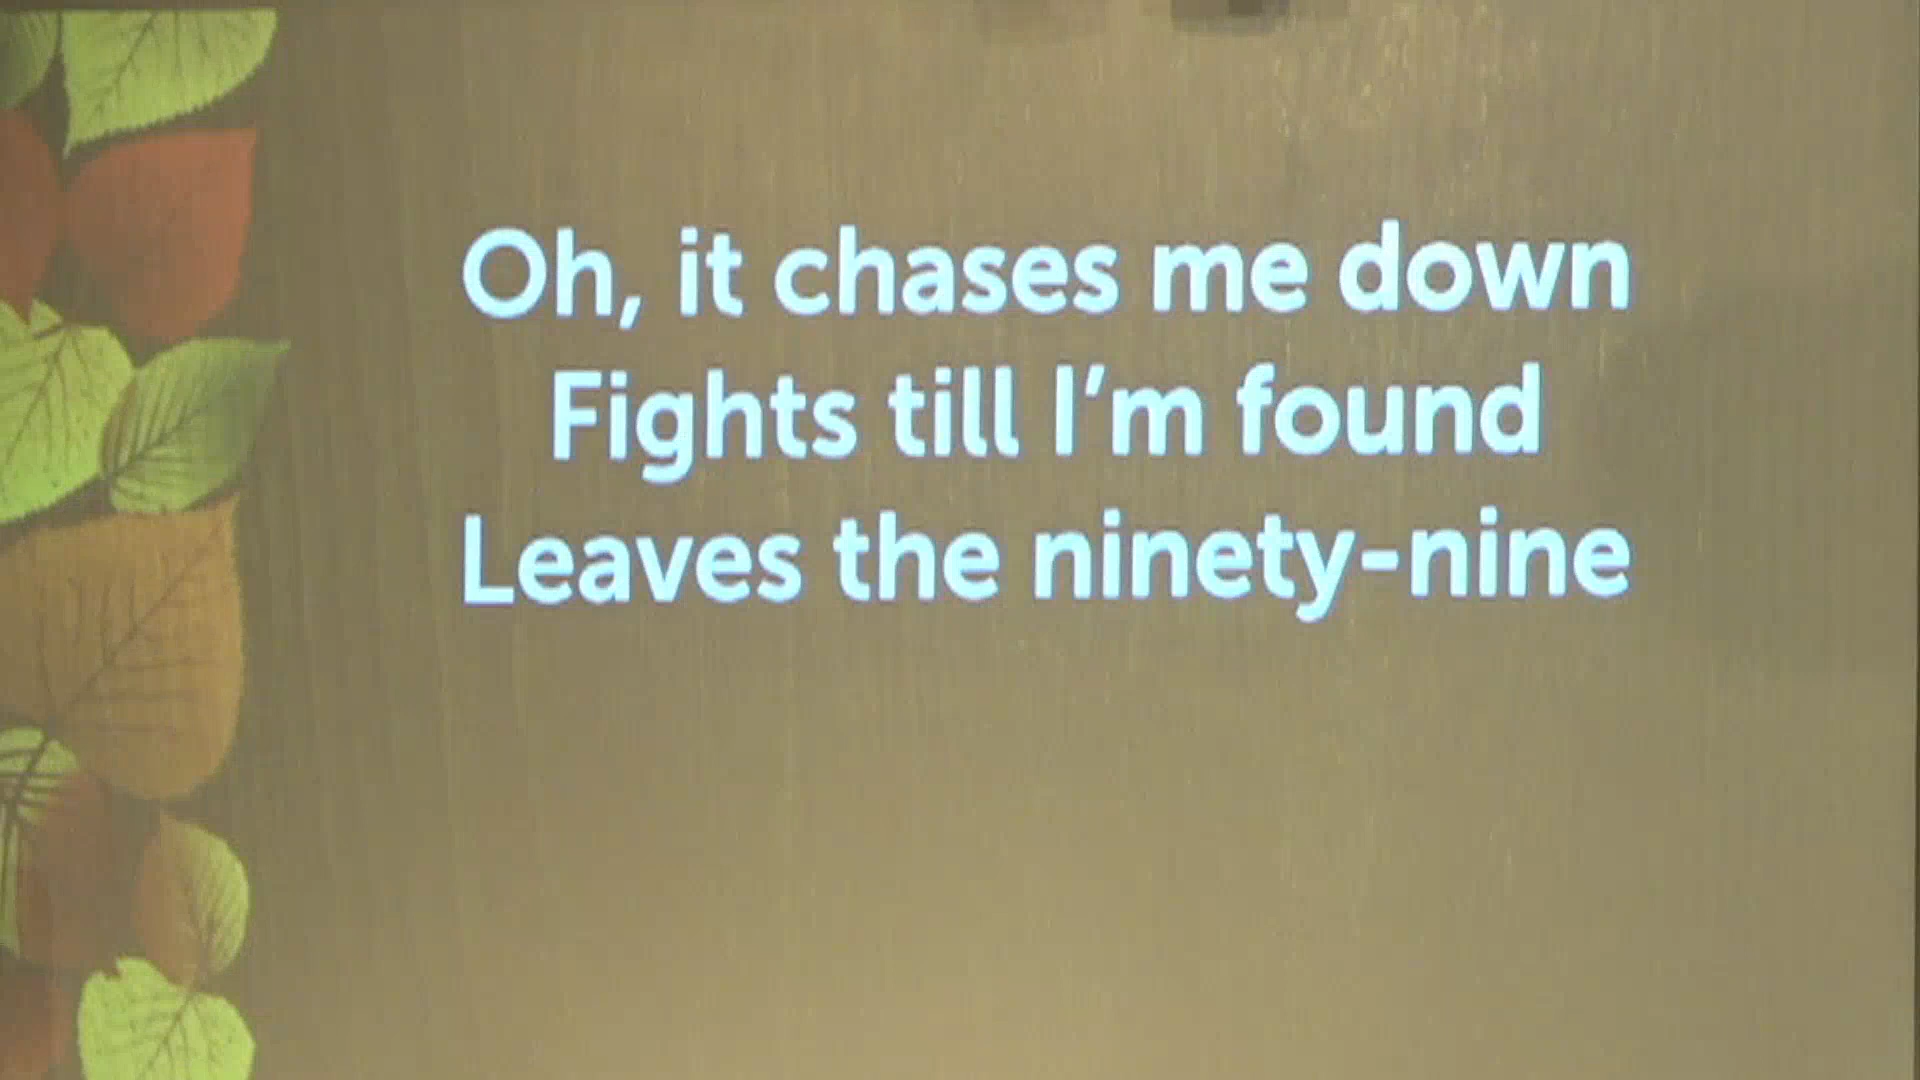 Oh, it chases me down
Fights till I'm found
Leaves the ninety-nine